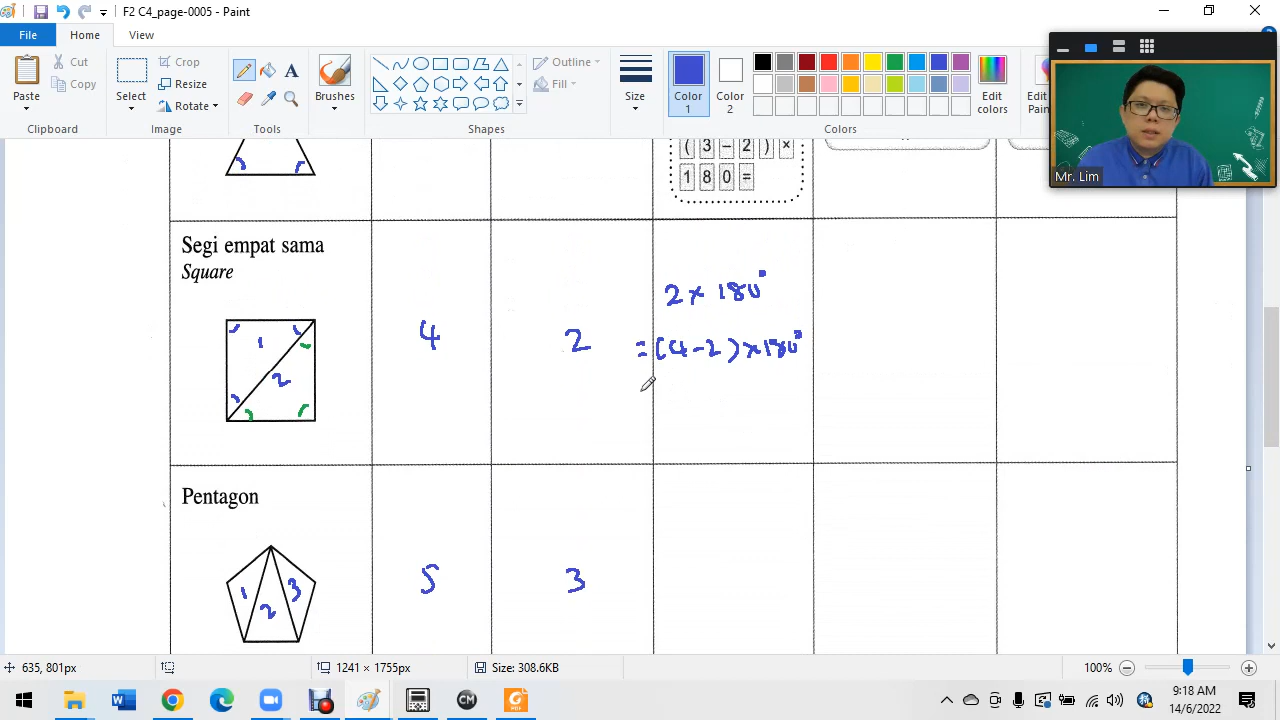 F2 C4_page-0005 - Paint
File
Home
View
Paste
Cut
Copy
Clipboard
Select
Crop
Resize
Rotate
Image
Tools
Brushes
Shapes
Outline
Fill
Size
Color 1
Color 2
Edit colors
Edit Pain
Colors
Mr. Lim
( 3 − 2 ) ×
1 8 0 =
Segi empat sama
Square
1
2
4
2
2 × 180°
= (4 - 2) × 180°
Pentagon
1
2
3
5
3
635, 801px
1241 × 1755px
Size: 308.6KB
100%
9:18 AM
14/6/2022